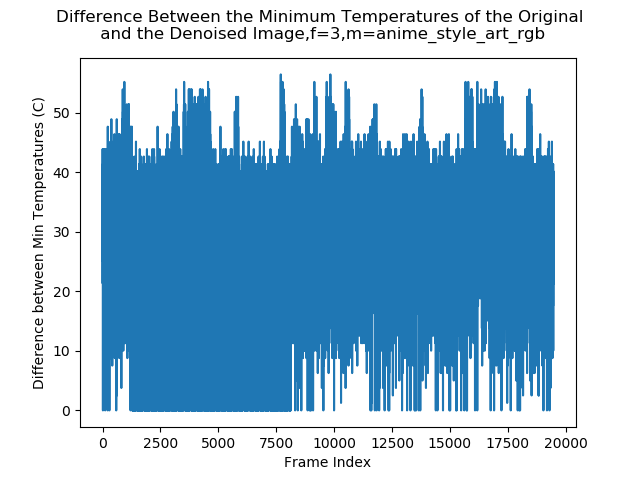 Difference Between the Minimum Temperatures of the Original
and the Denoised Image,f=3,m=anime_style_art_rgb
Difference between Min Temperatures (C)
50
40
30
20
10
0
0 2500 5000 7500 10000 12500 15000 17500 20000
Frame Index